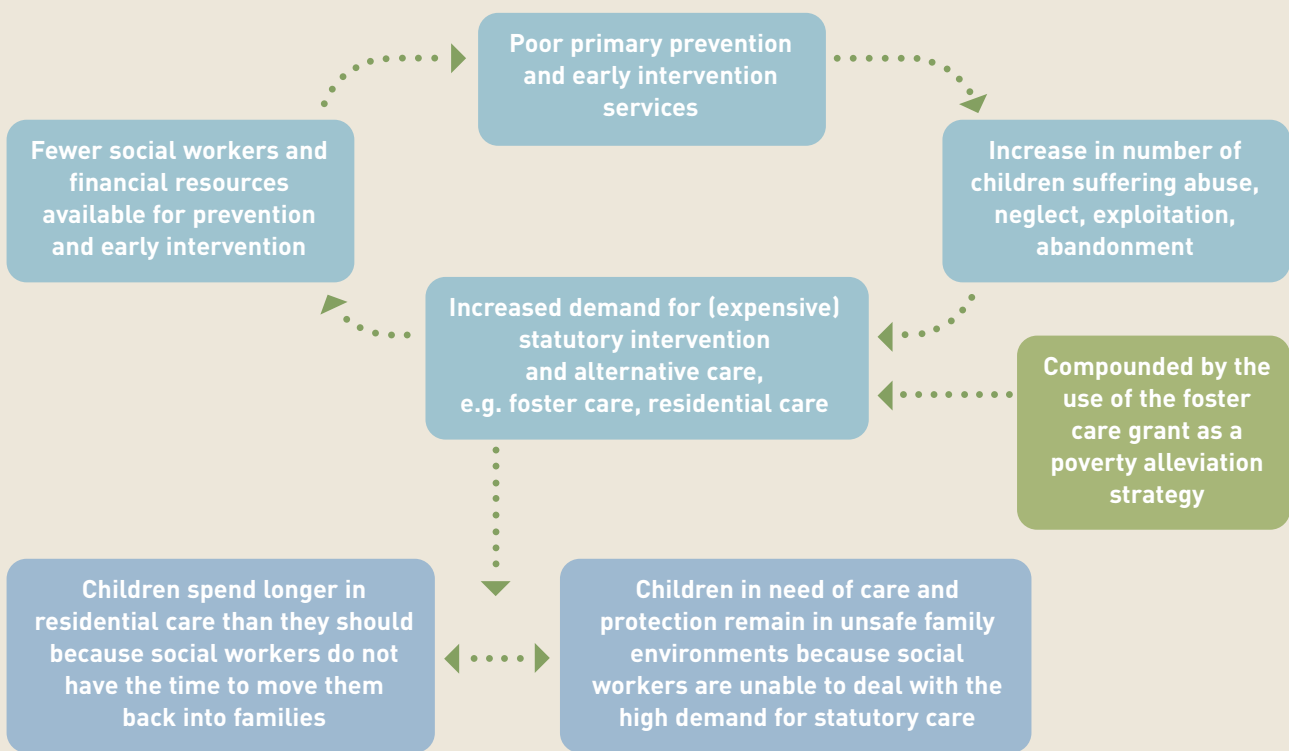 Poor primary prevention
and early intervention
services
Fewer social workers and
financial resources
available for prevention
and early intervention
Increase in number of
children suffering abuse,
neglect, exploitation,
abandonment
Increased demand for (expensive)
statutory intervention
and alternative care,
e.g. foster care, residential care
Compounded by the
use of the foster
care grant as a
poverty alleviation
strategy
Children spend longer in
residential care than they should
because social workers do not
have the time to move them
back into families
Children in need of care and
protection remain in unsafe family
environments because social
workers are unable to deal with the
high demand for statutory care